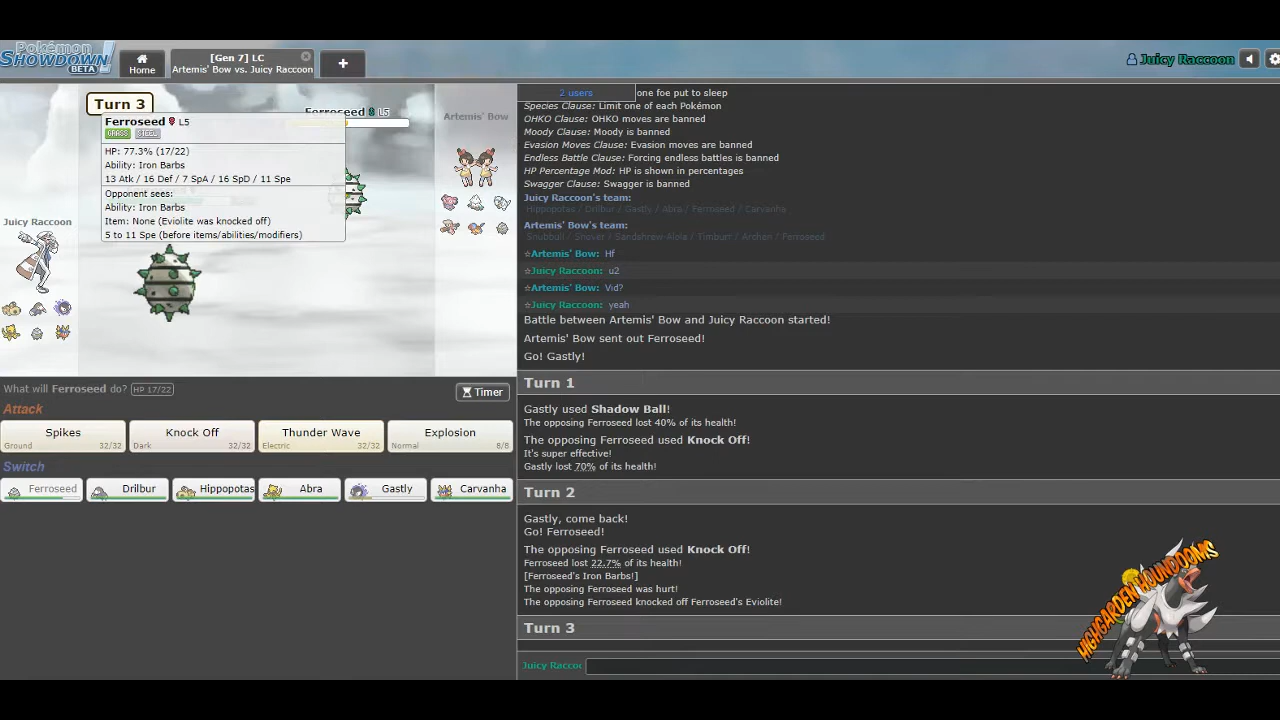 Pokémon
SHOWDOWN!
BETA
Home
[Gen 7] LC
Artemis' Bow vs. Juicy Raccoon
+
Juicy Raccoon
Turn 3
Ferroseed L5
Ferroseed L5
GRASS STEEL
HP: 77.3% (17/22)
Ability: Iron Barbs
13 Atk / 16 Def / 7 SpA / 16 SpD / 11 Spe
Opponent sees:
Ability: Iron Barbs
Item: None (Eviolite was knocked off)
5 to 11 Spe (before items/abilities/modifiers)
Artemis' Bow
Juicy Raccoon
What will Ferroseed do? HP 17/22
Timer
Attack
Spikes
Ground 32/32
Knock Off
Dark 32/32
Thunder Wave
Electric 32/32
Explosion
Normal 8/8
Switch
Ferroseed
Drilbur
Hippopotas
Abra
Gastly
Carvanha
2 users
one foe put to sleep
Species Clause: Limit one of each Pokémon
OHKO Clause: OHKO moves are banned
Moody Clause: Moody is banned
Evasion Moves Clause: Evasion moves are banned
Endless Battle Clause: Forcing endless battles is banned
HP Percentage Mod: HP is shown in percentages
Swagger Clause: Swagger is banned
Juicy Raccoon's team:
Hippopotas / Drilbur / Gastly / Abra / Ferroseed / Carvanha
Artemis' Bow's team:
Snubbull / Snover / Sandshrew-Alola / Timburr / Archen / Ferroseed
☆Artemis' Bow: Hf
☆Juicy Raccoon: u2
☆Artemis' Bow: Vid?
☆Juicy Raccoon: yeah
Battle between Artemis' Bow and Juicy Raccoon started!
Artemis' Bow sent out Ferroseed!
Go! Gastly!
Turn 1
Gastly used Shadow Ball!
The opposing Ferroseed lost 40% of its health!
The opposing Ferroseed used Knock Off!
It's super effective!
Gastly lost 70% of its health!
Turn 2
Gastly, come back!
Go! Ferroseed!
The opposing Ferroseed used Knock Off!
Ferroseed lost 22.7% of its health!
[Ferroseed's Iron Barbs!]
The opposing Ferroseed was hurt!
The opposing Ferroseed knocked off Ferroseed's Eviolite!
Turn 3
Juicy Raccoo
HIGHGARDEN HOUNDOOMS